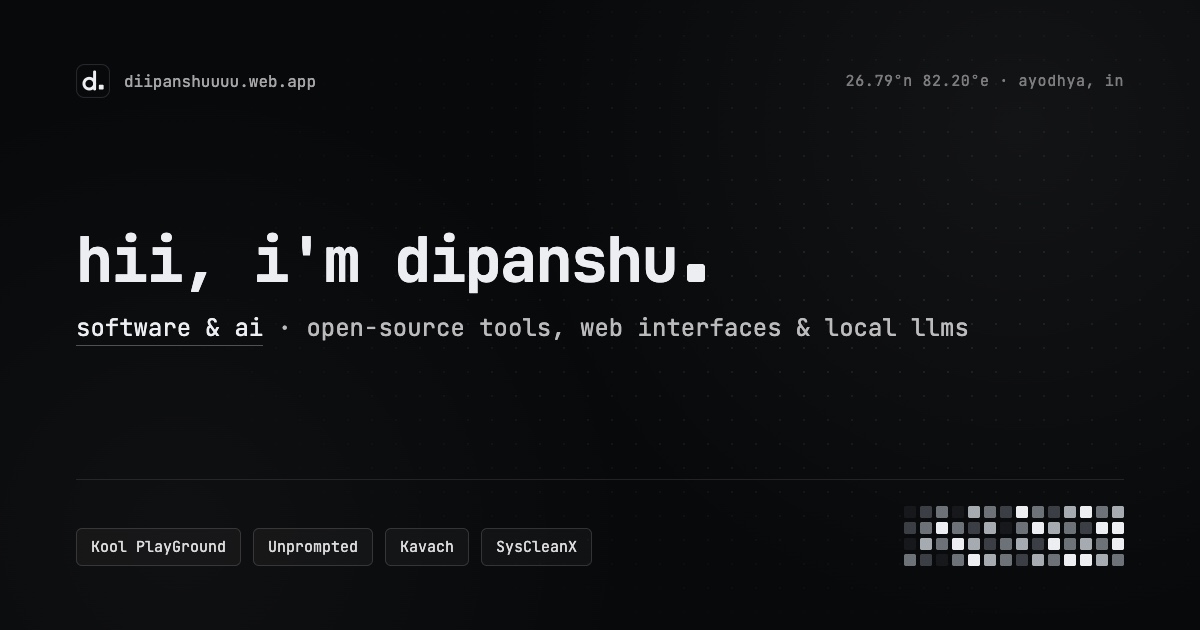 d. diipanshuuuu.web.app
26.79°n 82.20°e · ayodhya, in
hii, i'm dipanshu.
software & ai · open-source tools, web interfaces & local llms
Kool PlayGround
Unprompted
Kavach
SysCleanX